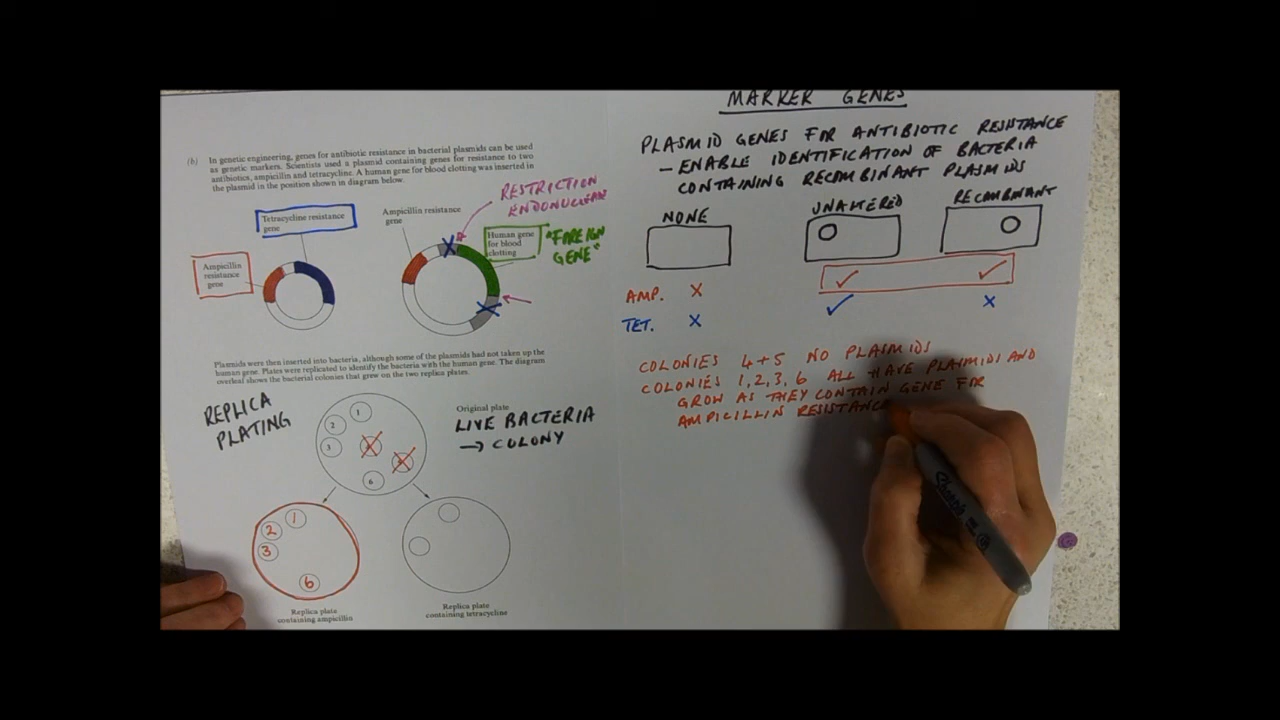 MARKER GENES
PLASMID GENES FOR ANTIBIOTIC RESISTANCE
- ENABLE IDENTIFICATION OF BACTERIA
CONTAINING RECOMBINANT PLASMIDS
NONE
UNALTERED
RECOMBINANT
AMP. X ✓ ✓
TET. X ✓ X
COLONIES 4+5 NO PLASMIDS
COLONIES 1,2,3,6 ALL HAVE PLASMIDS AND
GROW AS THEY CONTAIN GENE FOR
AMPICILLIN RESISTANCE
(b) In genetic engineering, genes for antibiotic resistance in bacterial plasmids can be used
as genetic markers. Scientists used a plasmid containing genes for resistance to two
antibiotics, ampicillin and tetracycline. A human gene for blood clotting was inserted in
the plasmid in the position shown in diagram below.
RESTRICTION
ENDONUCLEASE
Tetracycline resistance
gene
Ampicillin resistance
gene
Human gene
for blood
clotting
"FOREIGN
GENE"
Ampicillin
resistance
gene
Plasmids were then inserted into bacteria, although some of the plasmids had not taken up the
human gene. Plates were replicated to identify the bacteria with the human gene. The diagram
overleaf shows the bacterial colonies that grew on the two replica plates.
REPLICA
PLATING
1
2
3
6
Original plate
LIVE BACTERIA
→ COLONY
1
2
3
6
Replica plate
containing ampicillin
Replica plate
containing tetracycline
Sharpie